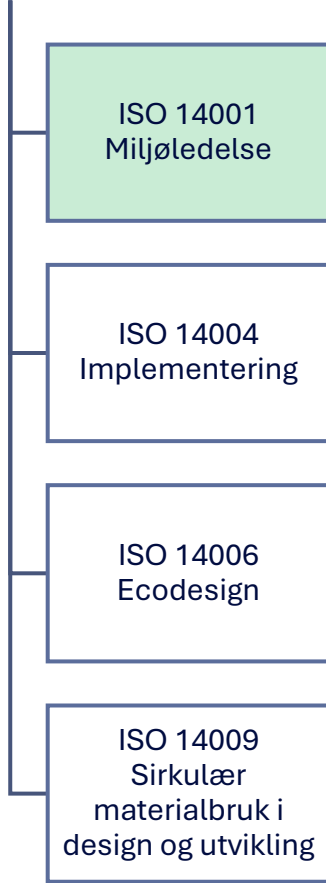 ISO 14001
Miljøledelse
ISO 14004
Implementering
ISO 14006
Ecodesign
ISO 14009
Sirkulær
materialbruk i
design og utvikling